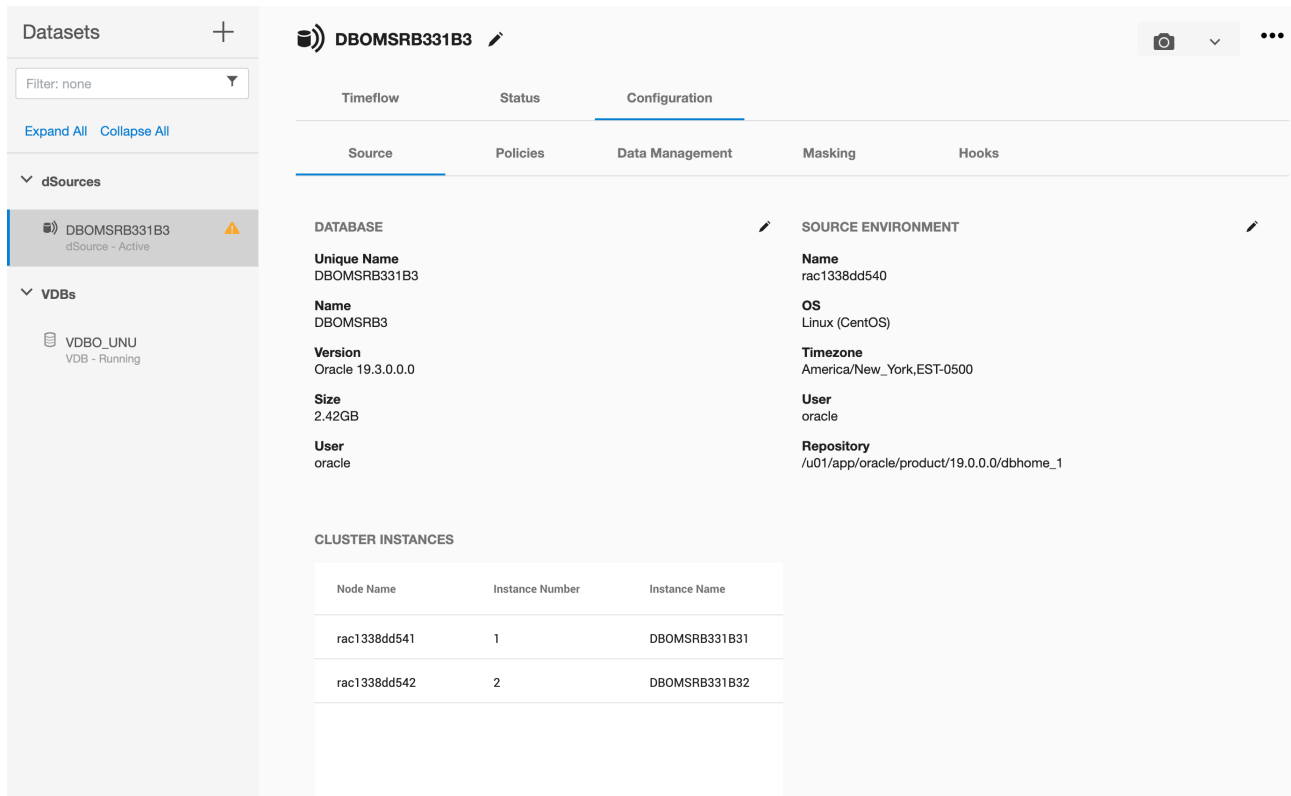 Datasets
Filter: none
Expand All Collapse All
dSources
DBOMSRB331B3
dSource - Active
VDBs
VDBO_UNU
VDB - Running
DBOMSRB331B3
Timeflow Status Configuration
Source Policies Data Management Masking Hooks
DATABASE
Unique Name
DBOMSRB331B3
Name
DBOMSRB3
Version
Oracle 19.3.0.0.0
Size
2.42GB
User
oracle
SOURCE ENVIRONMENT
Name
rac1338dd540
OS
Linux (CentOS)
Timezone
America/New_York,EST-0500
User
oracle
Repository
/u01/app/oracle/product/19.0.0.0/dbhome_1
CLUSTER INSTANCES
Node Name Instance Number Instance Name
rac1338dd541 1 DBOMSRB331B31
rac1338dd542 2 DBOMSRB331B32